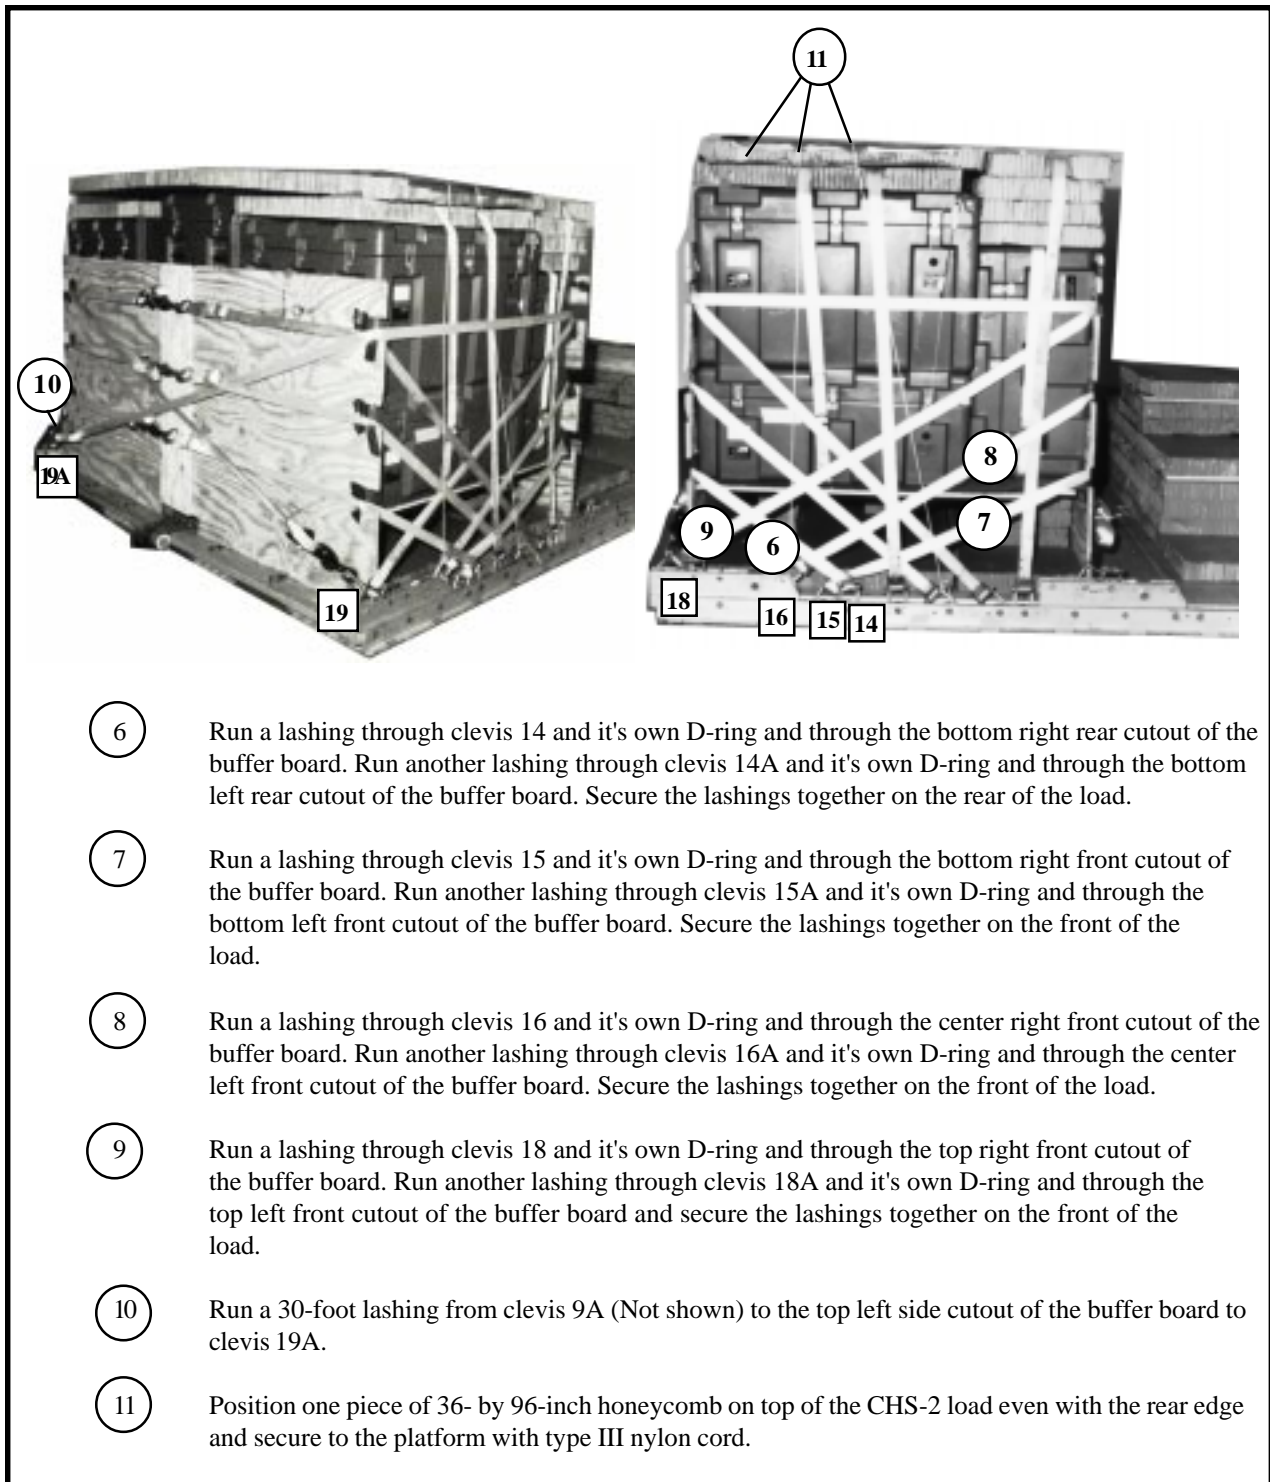 11
10
19A
19
8
7
9
6
18
16
15
14
6 Run a lashing through clevis 14 and it's own D-ring and through the bottom right rear cutout of the
buffer board. Run another lashing through clevis 14A and it's own D-ring and through the bottom
left rear cutout of the buffer board. Secure the lashings together on the rear of the load.
7 Run a lashing through clevis 15 and it's own D-ring and through the bottom right front cutout of
the buffer board. Run another lashing through clevis 15A and it's own D-ring and through the
bottom left front cutout of the buffer board. Secure the lashings together on the front of the
load.
8 Run a lashing through clevis 16 and it's own D-ring and through the center right front cutout of the
buffer board. Run another lashing through clevis 16A and it's own D-ring and through the center
left front cutout of the buffer board. Secure the lashings together on the front of the load.
9 Run a lashing through clevis 18 and it's own D-ring and through the top right front cutout of
the buffer board. Run another lashing through clevis 18A and it's own D-ring and through the
top left front cutout of the buffer board and secure the lashings together on the front of the
load.
10 Run a 30-foot lashing from clevis 9A (Not shown) to the top left side cutout of the buffer board to
clevis 19A.
11 Position one piece of 36- by 96-inch honeycomb on top of the CHS-2 load even with the rear edge
and secure to the platform with type III nylon cord.